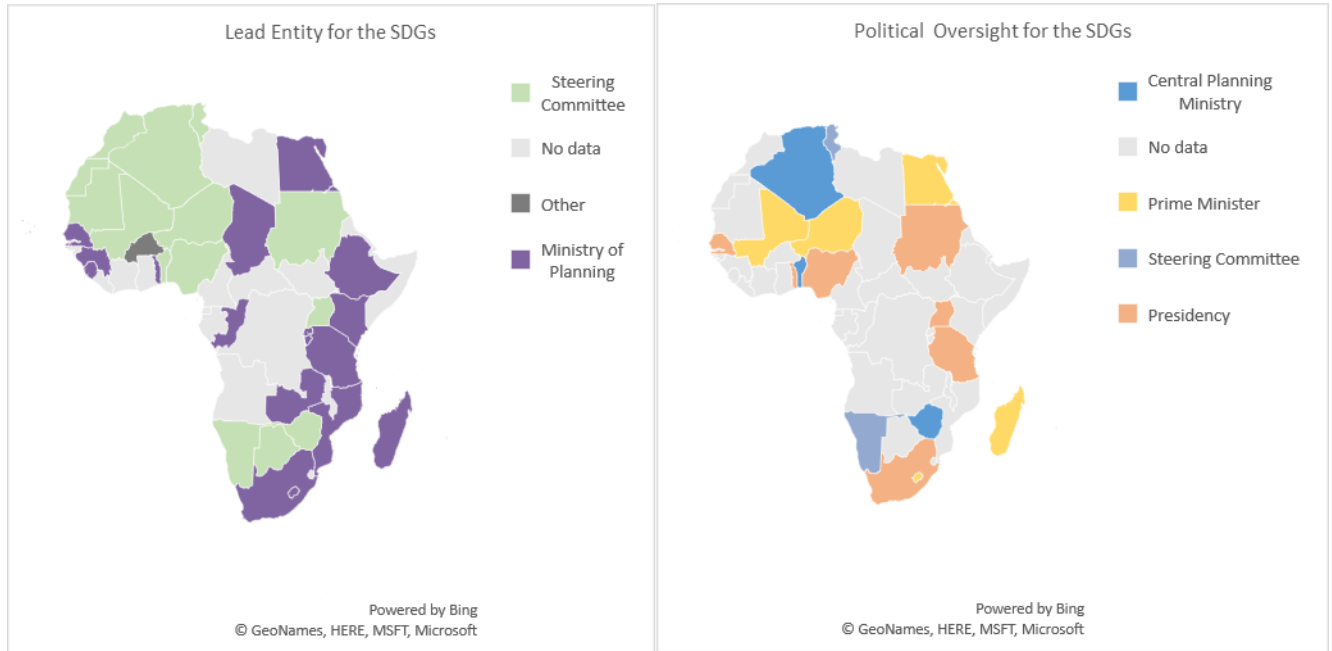 Lead Entity for the SDGs
Steering
Committee
No data
Other
Ministry of
Planning
Powered by Bing
© GeoNames, HERE, MSFT, Microsoft
Political Oversight for the SDGs
Central Planning
Ministry
No data
Prime Minister
Steering Committee
Presidency
Powered by Bing
© GeoNames, HERE, MSFT, Microsoft